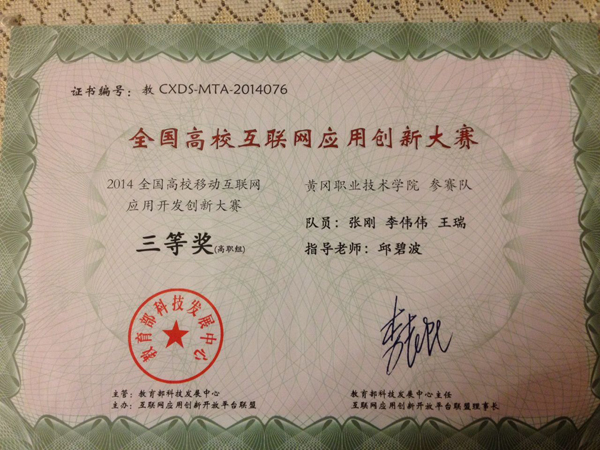 证书编号：教 CXDS-MTA-2014076
全国高校互联网应用创新大赛
2014 全国高校移动互联网
应用开发创新大赛
三等奖(高职组)
黄冈职业技术学院 参赛队
队员：张刚 李伟伟 王瑞
指导老师：邱碧波
教育部科技发展中心
主管：教育部科技发展中心
主办：互联网应用创新开放平台联盟
教育部科技发展中心主任
互联网应用创新开放平台联盟理事长